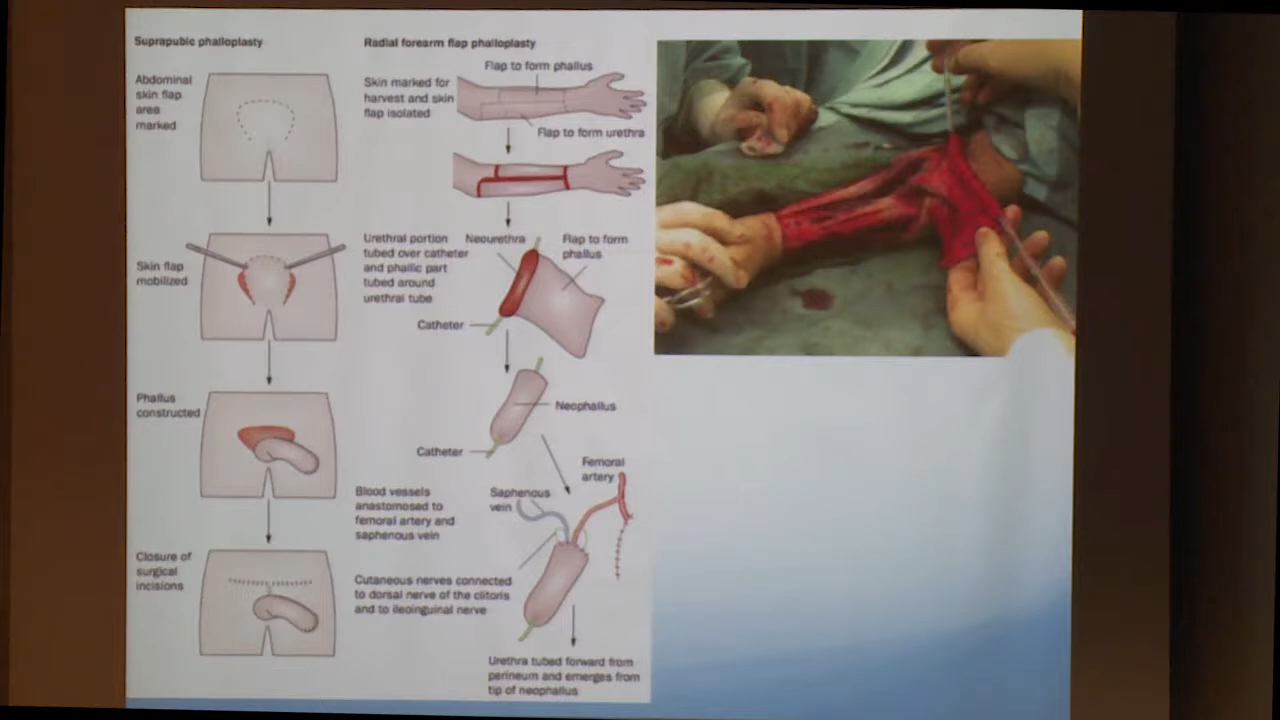 Suprapubic phalloplasty
Abdominal
skin flap
area
marked
Skin flap
mobilized
Phallus
constructed
Closure of
surgical
incisions
Radial forearm flap phalloplasty
Flap to form phallus
Skin marked for
harvest and skin
flap isolated
Flap to form urethra
Urethral portion
tubed over catheter
and phallic part
tubed around
urethral tube
Neourethra
Flap to form
phallus
Catheter
Neophallus
Catheter
Femoral
artery
Blood vessels
anastomosed to
femoral artery and
saphenous vein
Saphenous
vein
Cutaneous nerves connected
to dorsal nerve of the clitoris
and to ileoinguinal nerve
Urethra tubed forward from
perineum and emerges from
tip of neophallus